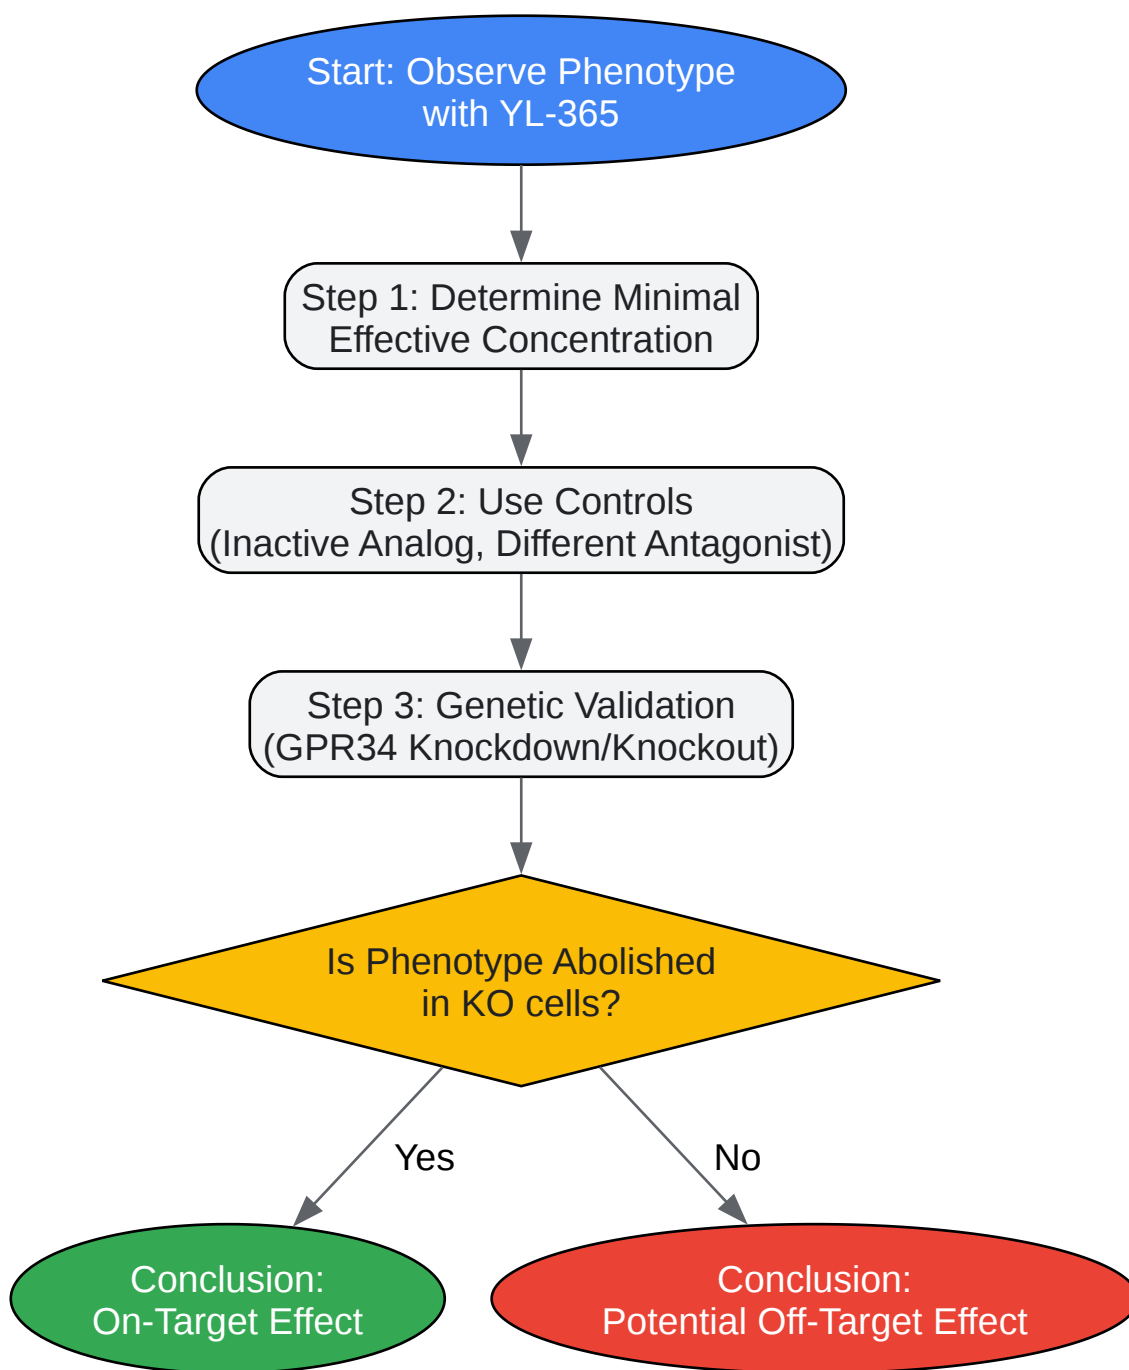 Start: Observe Phenotype
with YL-365
Step 1: Determine Minimal
Effective Concentration
Step 2: Use Controls
(Inactive Analog, Different Antagonist)
Step 3: Genetic Validation
(GPR34 Knockdown/Knockout)
Is Phenotype Abolished
in KO cells?
Yes
No
Conclusion:
On-Target Effect
Conclusion:
Potential Off-Target Effect